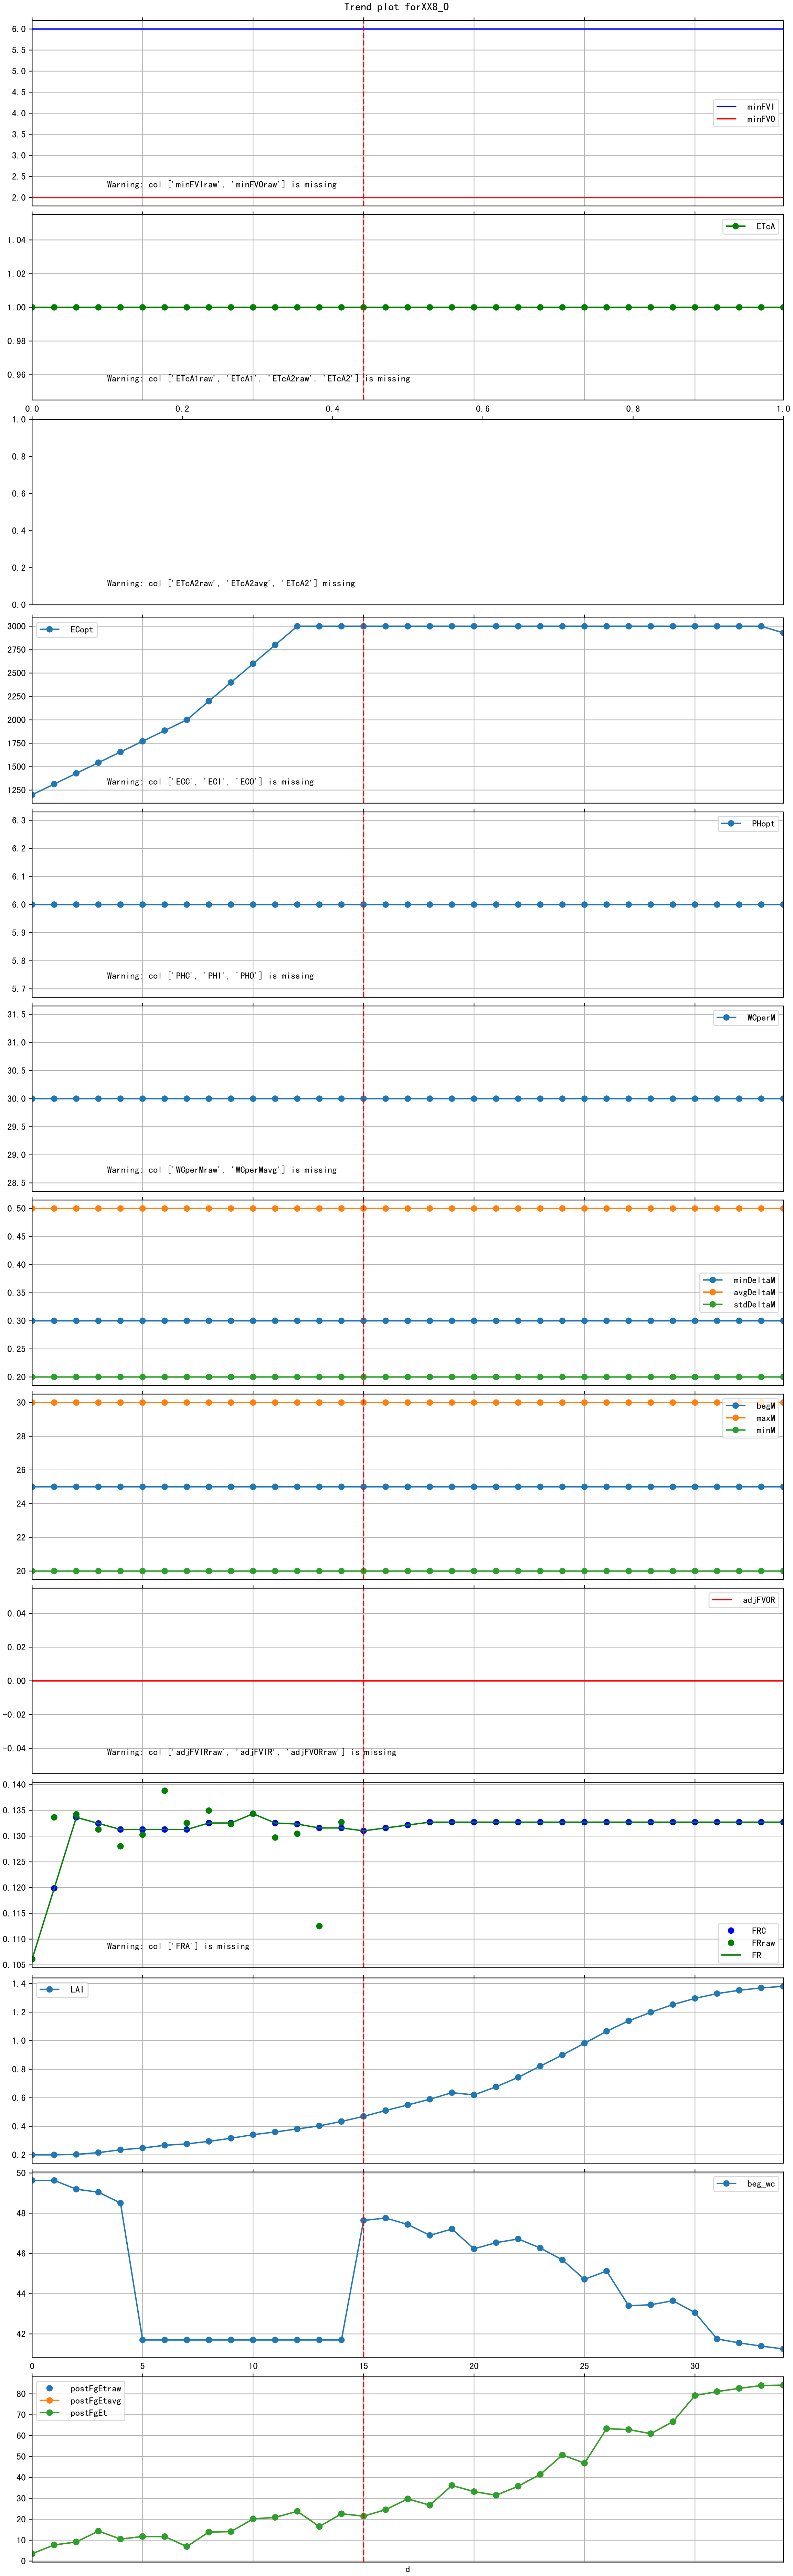 Trend plot forXX8_0
6.0
5.5
5.0
4.5
4.0
3.5
3.0
2.5
2.0
minFVI
minFVO
Warning: col ['minFVIraw', 'minFVOraw'] is missing
1.04
1.02
1.00
0.98
0.96
ETcA
Warning: col ['ETcA1raw', 'ETcA1', 'ETcA2raw', 'ETcA2'] is missing
0.0 0.2 0.4 0.6 0.8 1.0
1.0
0.8
0.6
0.4
0.2
0.0
Warning: col ['ETcA2raw', 'ETcA2avg', 'ETcA2'] missing
3000
2750
2500
2250
2000
1750
1500
1250
ECopt
Warning: col ['ECC', 'ECI', 'ECO'] is missing
6.3
6.2
6.1
6.0
5.9
5.8
5.7
PHopt
Warning: col ['PHC', 'PHI', 'PHO'] is missing
31.5
31.0
30.5
30.0
29.5
29.0
28.5
WCperM
Warning: col ['WCperMraw', 'WCperMavg'] is missing
0.50
0.45
0.40
0.35
0.30
0.25
0.20
minDeltaM
avgDeltaM
stdDeltaM
30
28
26
24
22
20
begM
maxM
minM
0.04
0.02
0.00
−0.02
−0.04
adjFVOR
Warning: col ['adjFVIRraw', 'adjFVIR', 'adjFVORraw'] is missing
0.140
0.135
0.130
0.125
0.120
0.115
0.110
0.105
FRC
FRraw
FR
Warning: col ['FRA'] is missing
1.4
1.2
1.0
0.8
0.6
0.4
0.2
LAI
50
48
46
44
42
beg_wc
0 5 10 15 20 25 30
80
70
60
50
40
30
20
10
0
postFgEtraw
postFgEtavg
postFgEt
d